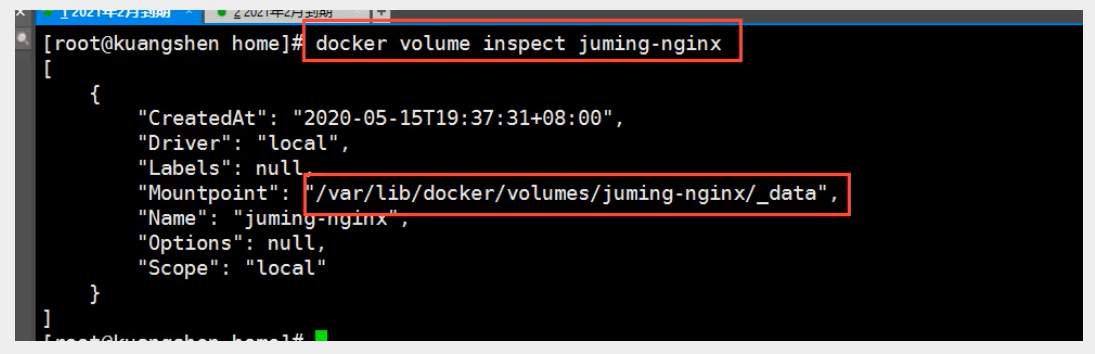 1 2021年2月到期 × 2 2021年2月到期 × +
[root@kuangshen home]# docker volume inspect juming-nginx
[
    {
        "CreatedAt": "2020-05-15T19:37:31+08:00",
        "Driver": "local",
        "Labels": null,
        "Mountpoint": "/var/lib/docker/volumes/juming-nginx/_data",
        "Name": "juming-nginx",
        "Options": null,
        "Scope": "local"
    }
]
[root@kuangshen home]#